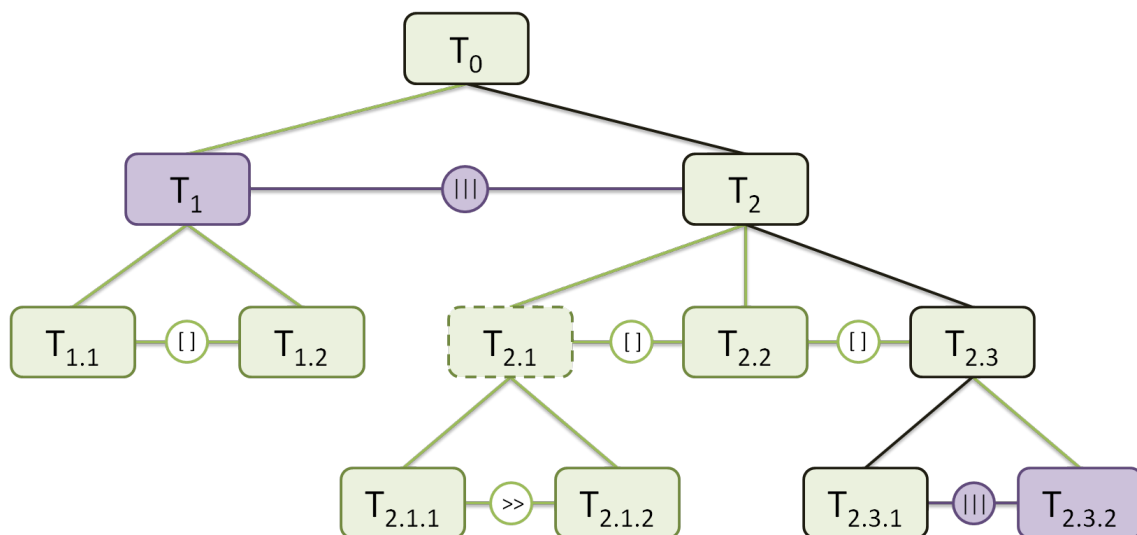 T₀
T₁ ||| T₂
T₁.₁ [ ] T₁.₂ T₂.₁ [ ] T₂.₂ [ ] T₂.₃
T₂.₁.₁ >> T₂.₁.₂ T₂.₃.₁ ||| T₂.₃.₂